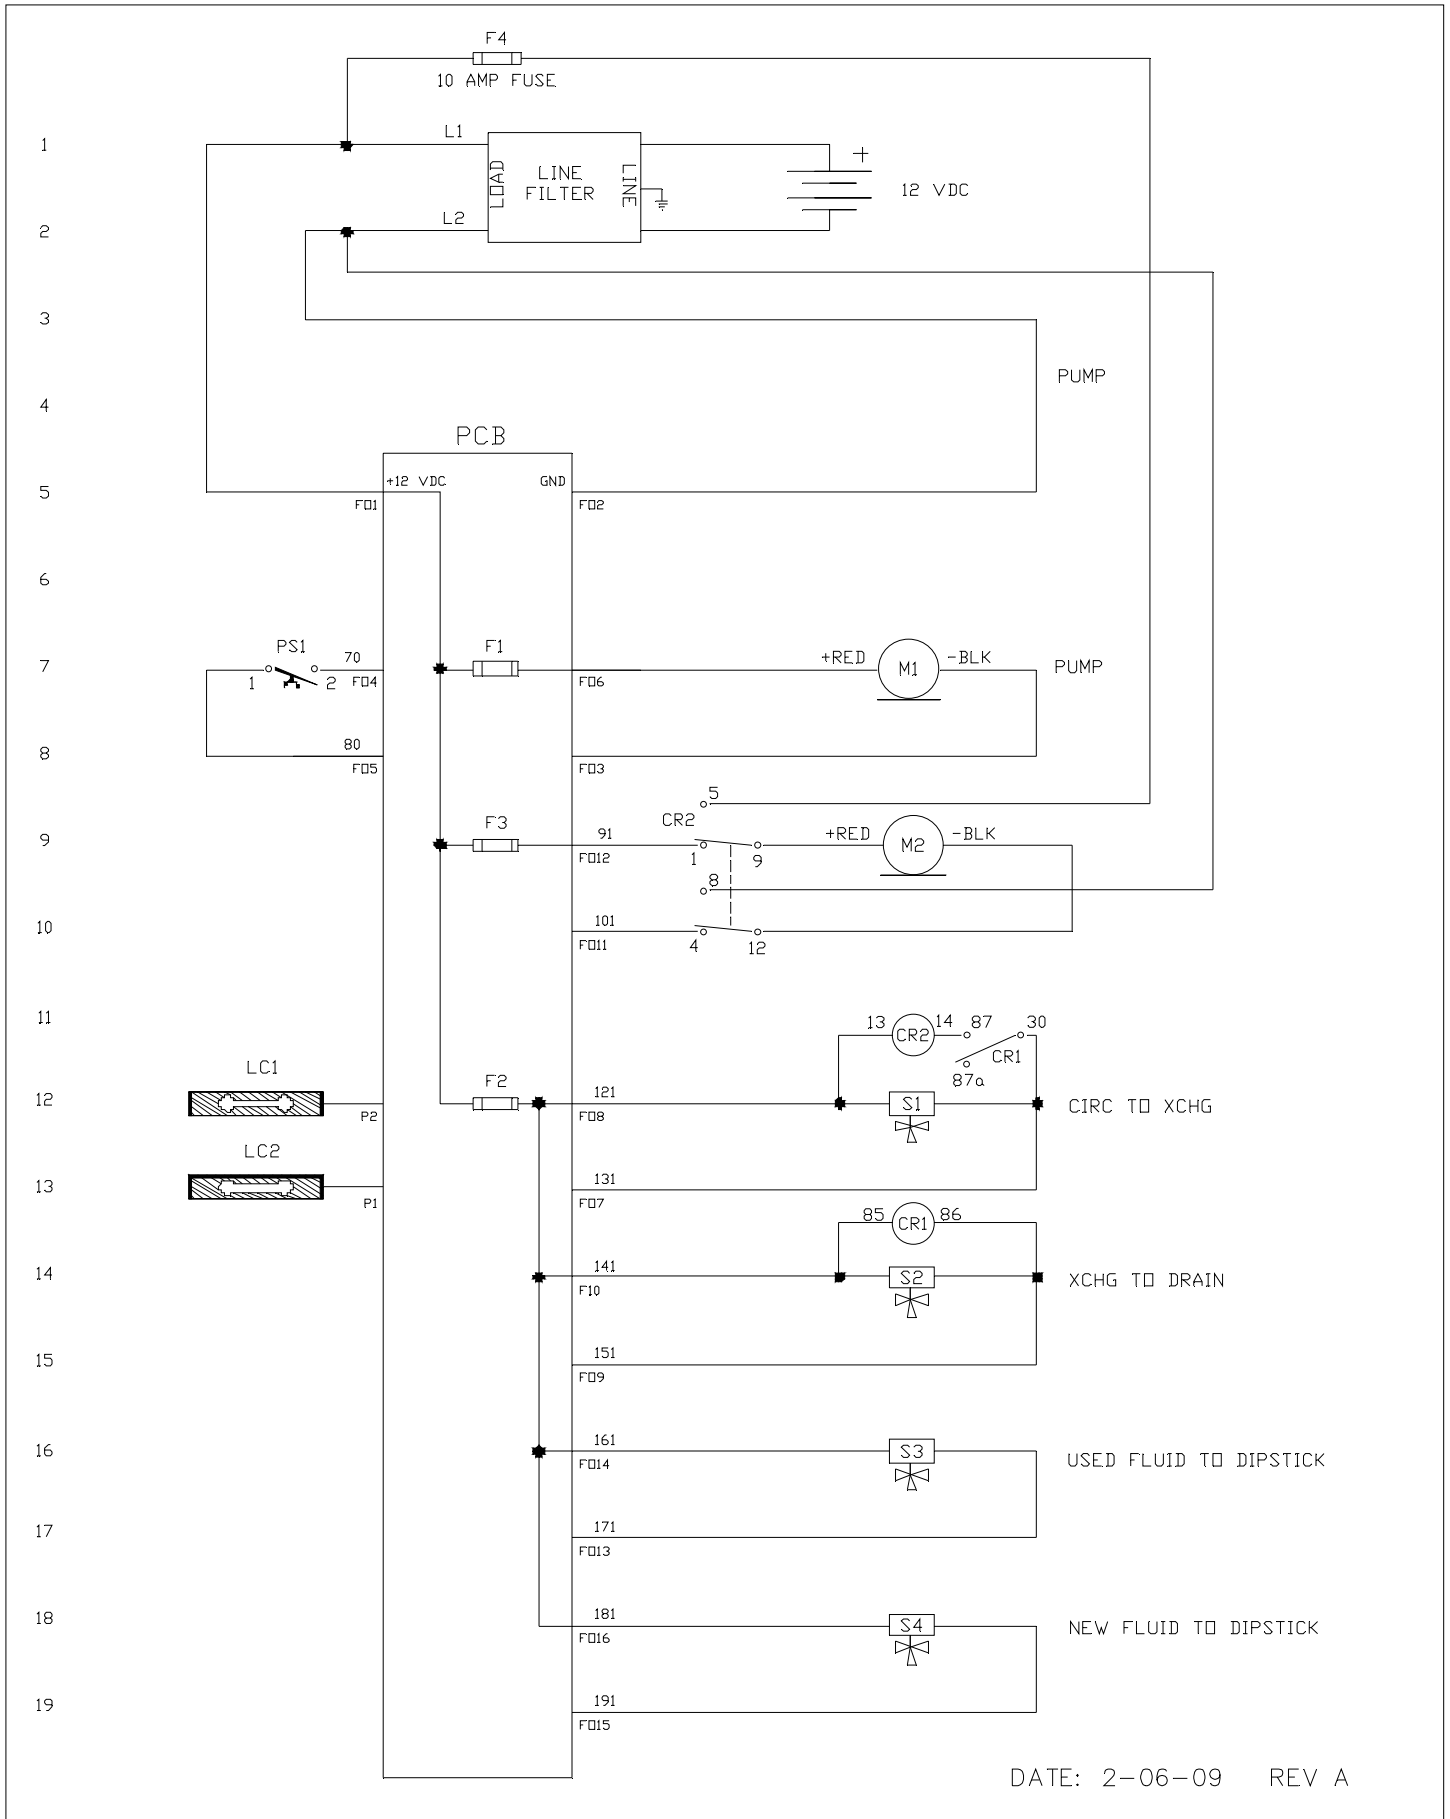 F4
10 AMP FUSE
1
L1
LOAD
LINE
FILTER
LINE
+
12 VDC
2
L2
3
PUMP
4
PCB
5
+12 VDC
GND
FO1
FO2
6
7
PS1
70
1
2
FO4
F1
FO6
+RED
M1
-BLK
PUMP
8
80
FO5
FO3
5
9
F3
91
FO12
CR2
1
9
+RED
M2
-BLK
8
10
101
FO11
4
12
11
13
CR2
14
87
30
CR1
87a
12
LC1
P2
F2
121
FO8
S1
CIRC TO XCHG
13
LC2
P1
131
FO7
85
CR1
86
14
141
F10
S2
XCHG TO DRAIN
15
151
FO9
16
161
FO14
S3
USED FLUID TO DIPSTICK
17
171
FO13
18
181
FO16
S4
NEW FLUID TO DIPSTICK
19
191
FO15
DATE: 2-06-09 REV A